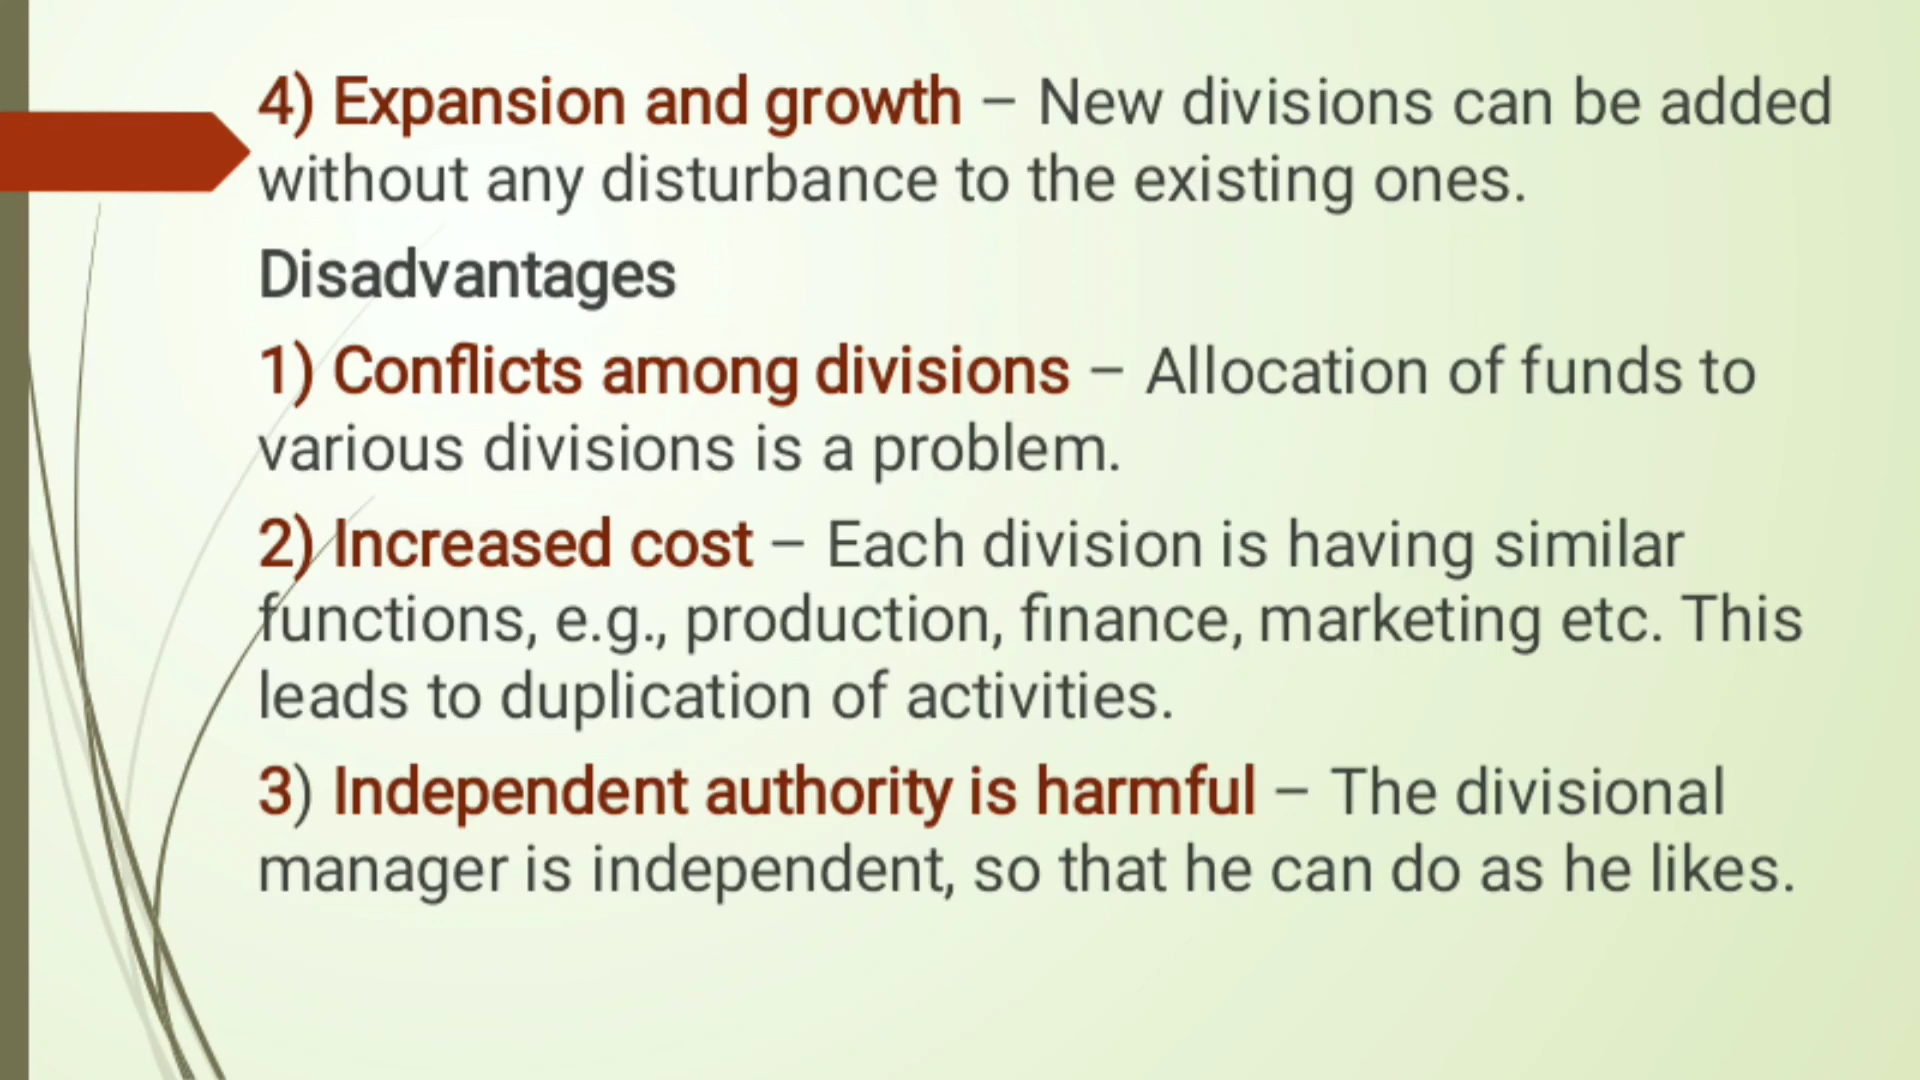 4) Expansion and growth – New divisions can be added
without any disturbance to the existing ones.
Disadvantages
1) Conflicts among divisions – Allocation of funds to
various divisions is a problem.
2) Increased cost – Each division is having similar
functions, e.g., production, finance, marketing etc. This
leads to duplication of activities.
3) Independent authority is harmful – The divisional
manager is independent, so that he can do as he likes.